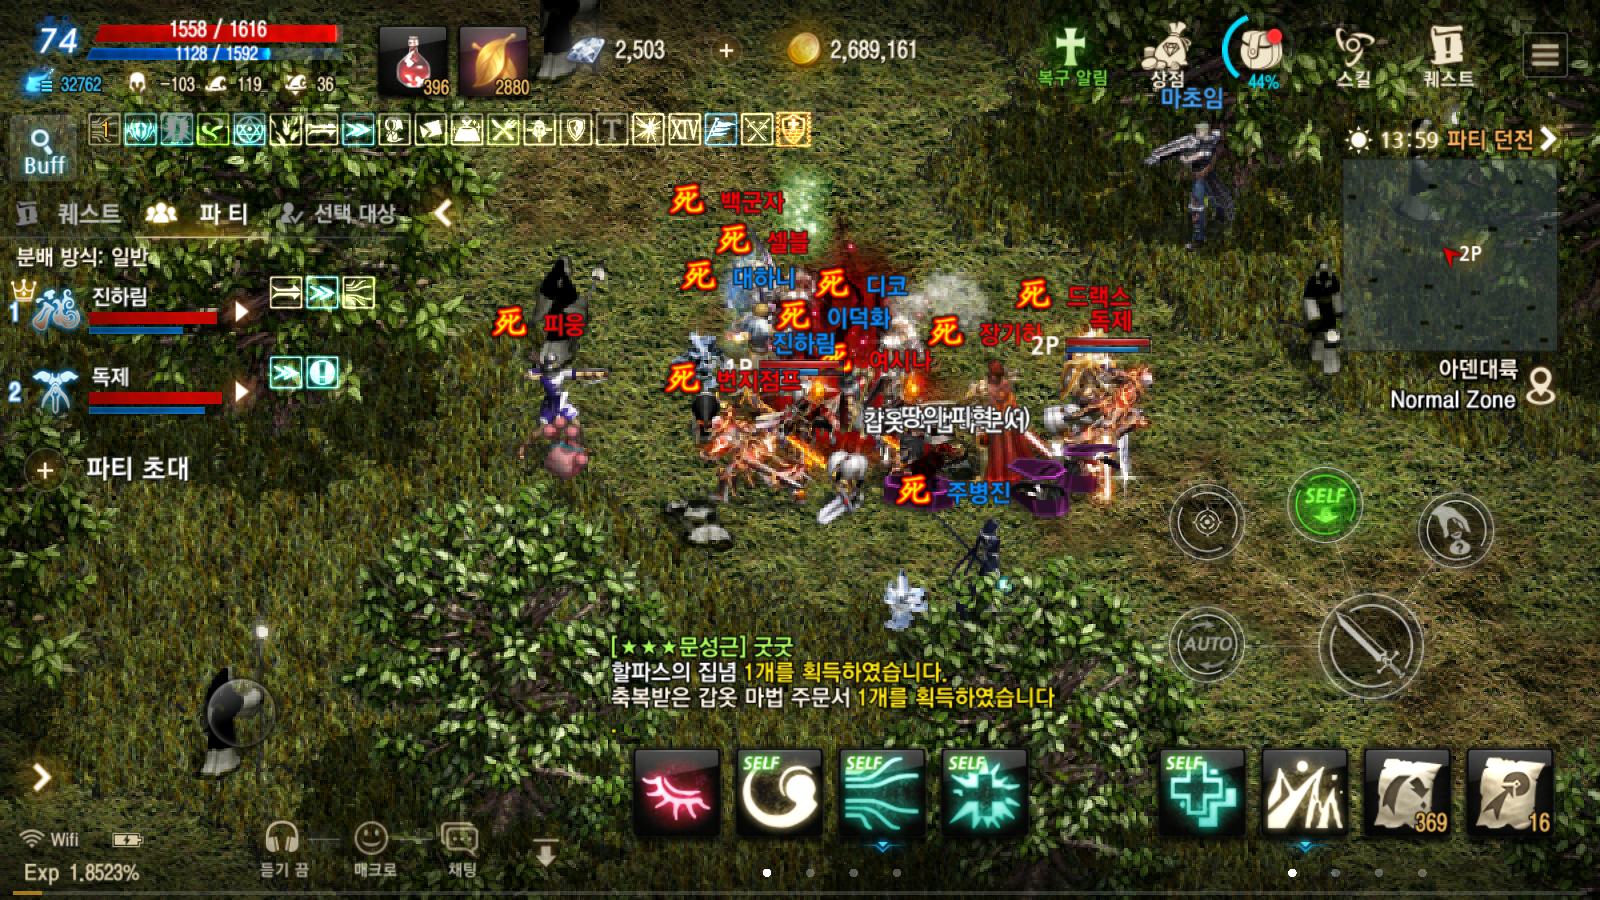 74
1558 / 1616
1128 / 1592
32762
-103
119
36
396
2880
2,503
+
2,689,161
복구 알림
상점
44%
스킬
퀘스트
마초임
Buff
XIV
13:59 파티 던전
2P
아덴대륙
Normal Zone
퀘스트
파 티
선택 대상
분배 방식: 일반
1
진하림
2
독제
+ 파티 초대
死 백군자
死 셀블
死 대하니
死 디코
死 이덕화
진하림
死 드랙스
독제
死 피웅
死 장기하
2P
여시나
1P
死 번지점프
死 주병진
SELF
AUTO
[★★★문성근] 굿굿
할파스의 집념 1개를 획득하였습니다.
축복받은 갑옷 마법 주문서 1개를 획득하였습니다
SELF
SELF
SELF
SELF
369
16
Wifi
듣기 끔
매크로
채팅
Exp 1.8523%